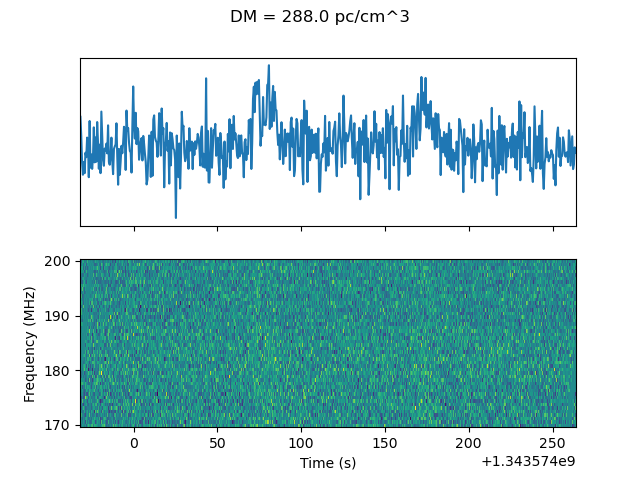 DM = 288.0 pc/cm^3
200
190
180
170
Frequency (MHz)
0 50 100 150 200 250
Time (s)
+1.343574e9